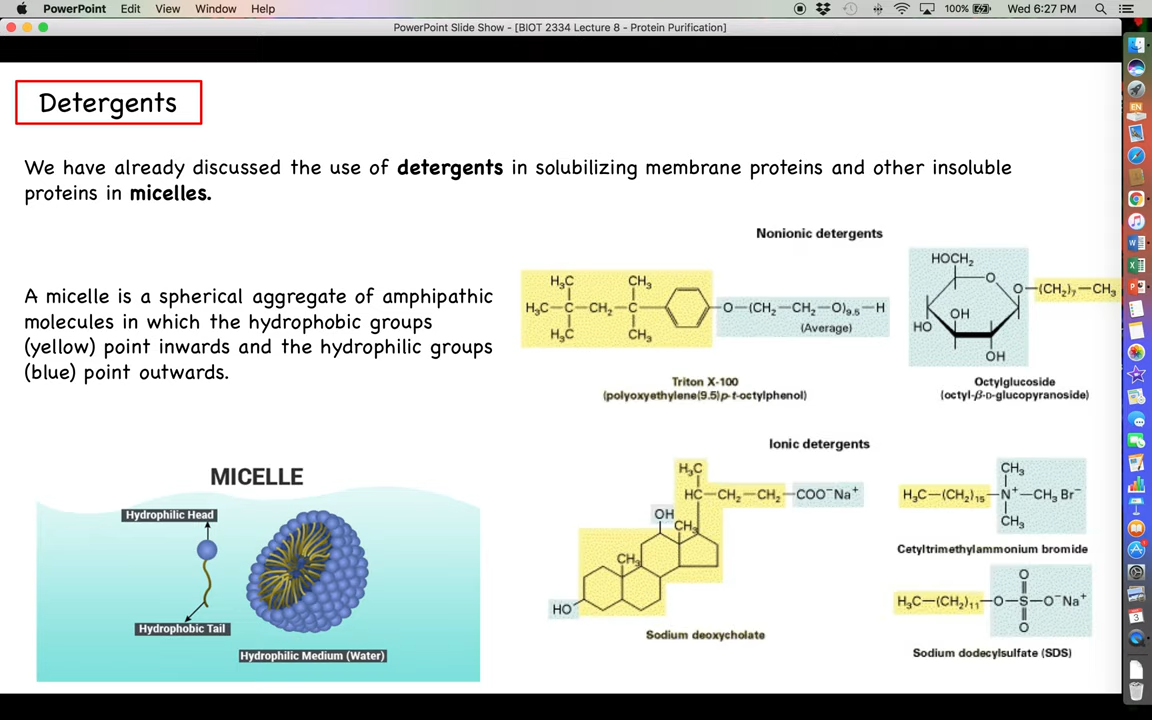 PowerPoint Edit View Window Help 100% Wed 6:27 PM
PowerPoint Slide Show - [BIOT 2334 Lecture 8 - Protein Purification]
Detergents
We have already discussed the use of detergents in solubilizing membrane proteins and other insoluble
proteins in micelles.
A micelle is a spherical aggregate of amphipathic
molecules in which the hydrophobic groups
(yellow) point inwards and the hydrophilic groups
(blue) point outwards.
MICELLE
Hydrophilic Head
Hydrophobic Tail
Hydrophilic Medium (Water)
Nonionic detergents
H₃C CH₃
H₃C—C—CH₂—C—O—(CH₂—CH₂—O)₉.₅—H
(Average)
H₃C CH₃
Triton X-100
(polyoxyethylene(9.5)p-t-octylphenol)
HOCH₂
O
O—(CH₂)₇—CH₃
OH
HO
OH
Octylglucoside
(octyl-β-D-glucopyranoside)
Ionic detergents
H₃C
HC—CH₂—CH₂—COO⁻Na⁺
OH
CH₃
CH₃
HO
Sodium deoxycholate
CH₃
H₃C—(CH₂)₁₅—N⁺—CH₃ Br⁻
CH₃
Cetyltrimethylammonium bromide
O
H₃C—(CH₂)₁₁—O—S—O⁻Na⁺
O
Sodium dodecylsulfate (SDS)